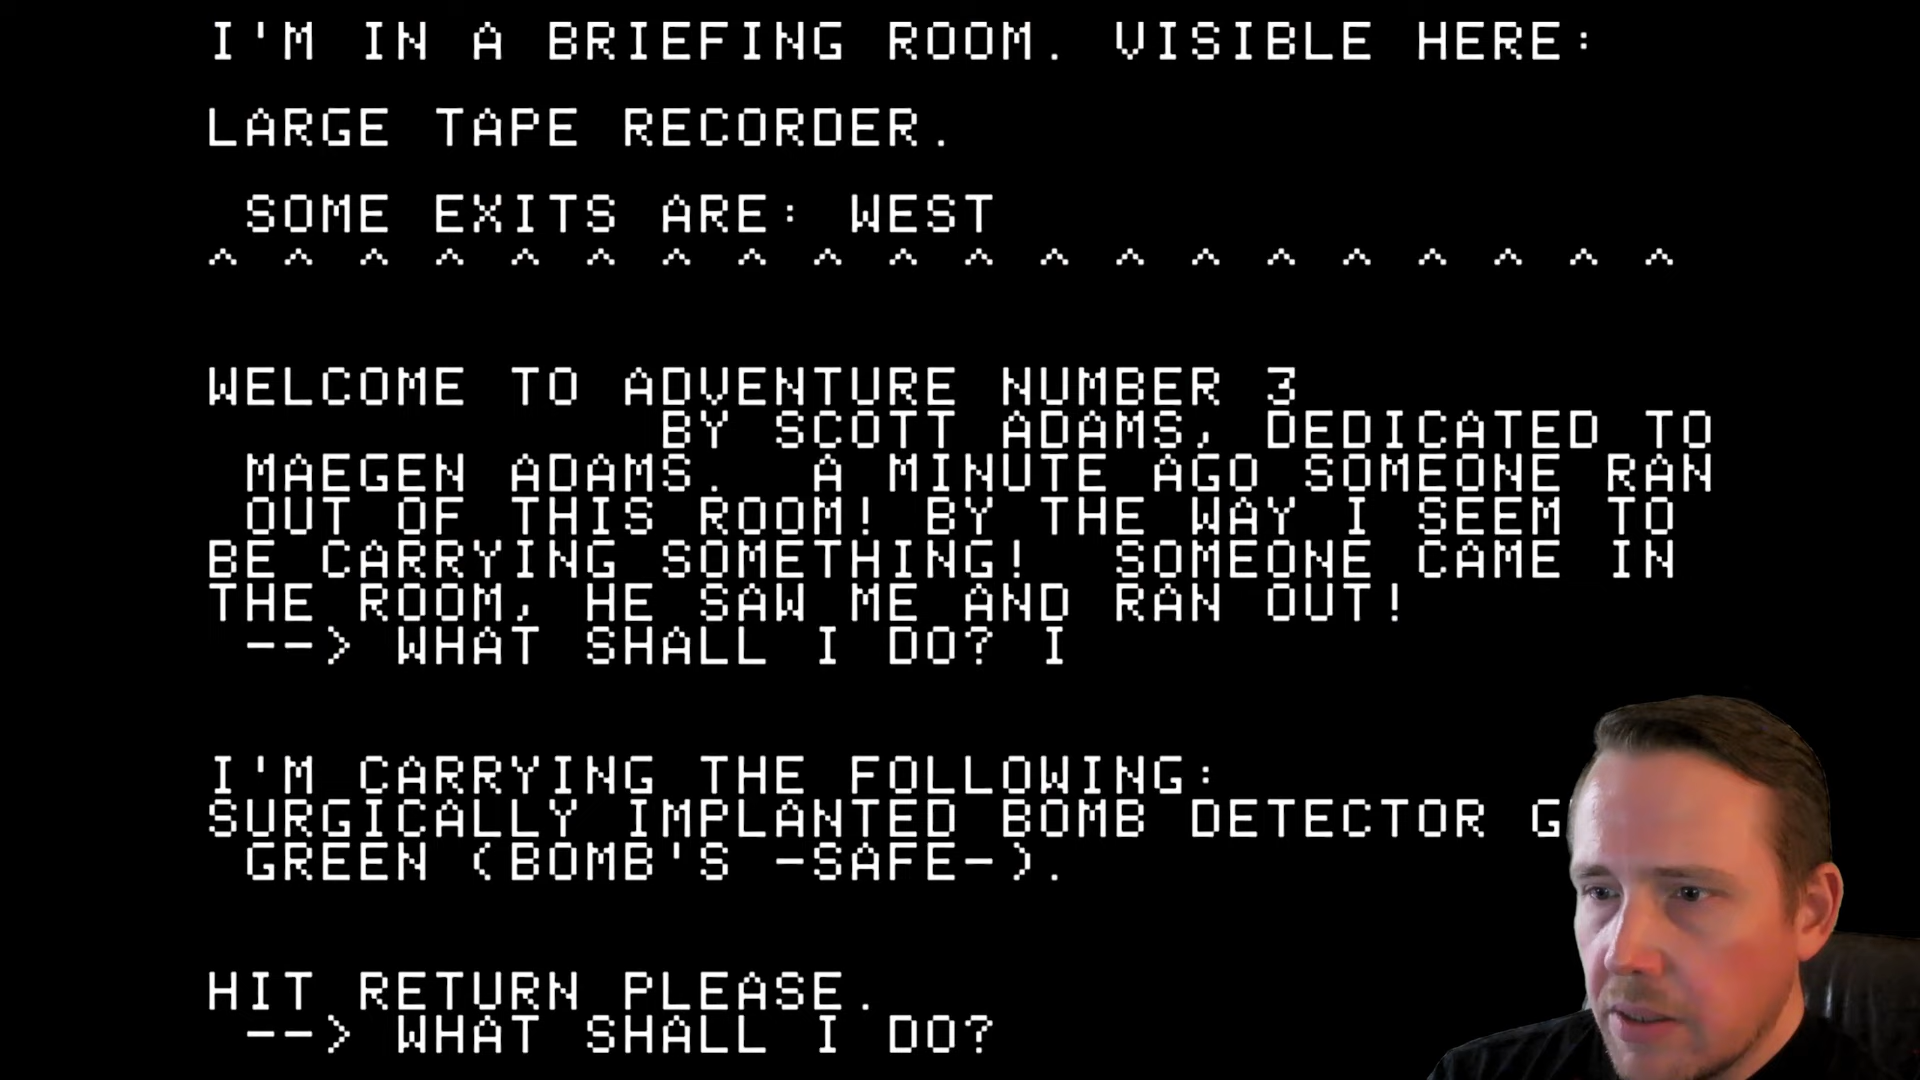 I'M IN A BRIEFING ROOM. VISIBLE HERE:
LARGE TAPE RECORDER.
SOME EXITS ARE: WEST
^ ^ ^ ^ ^ ^ ^ ^ ^ ^ ^ ^ ^ ^ ^ ^ ^ ^ ^ ^
WELCOME TO ADVENTURE NUMBER 3
BY SCOTT ADAMS, DEDICATED TO
MAEGEN ADAMS. A MINUTE AGO SOMEONE RAN
OUT OF THIS ROOM! BY THE WAY I SEEM TO
BE CARRYING SOMETHING! SOMEONE CAME IN
THE ROOM, HE SAW ME AND RAN OUT!
--> WHAT SHALL I DO? I
I'M CARRYING THE FOLLOWING:
SURGICALLY IMPLANTED BOMB DETECTOR
GREEN (BOMB'S -SAFE-).
HIT RETURN PLEASE.
--> WHAT SHALL I DO?